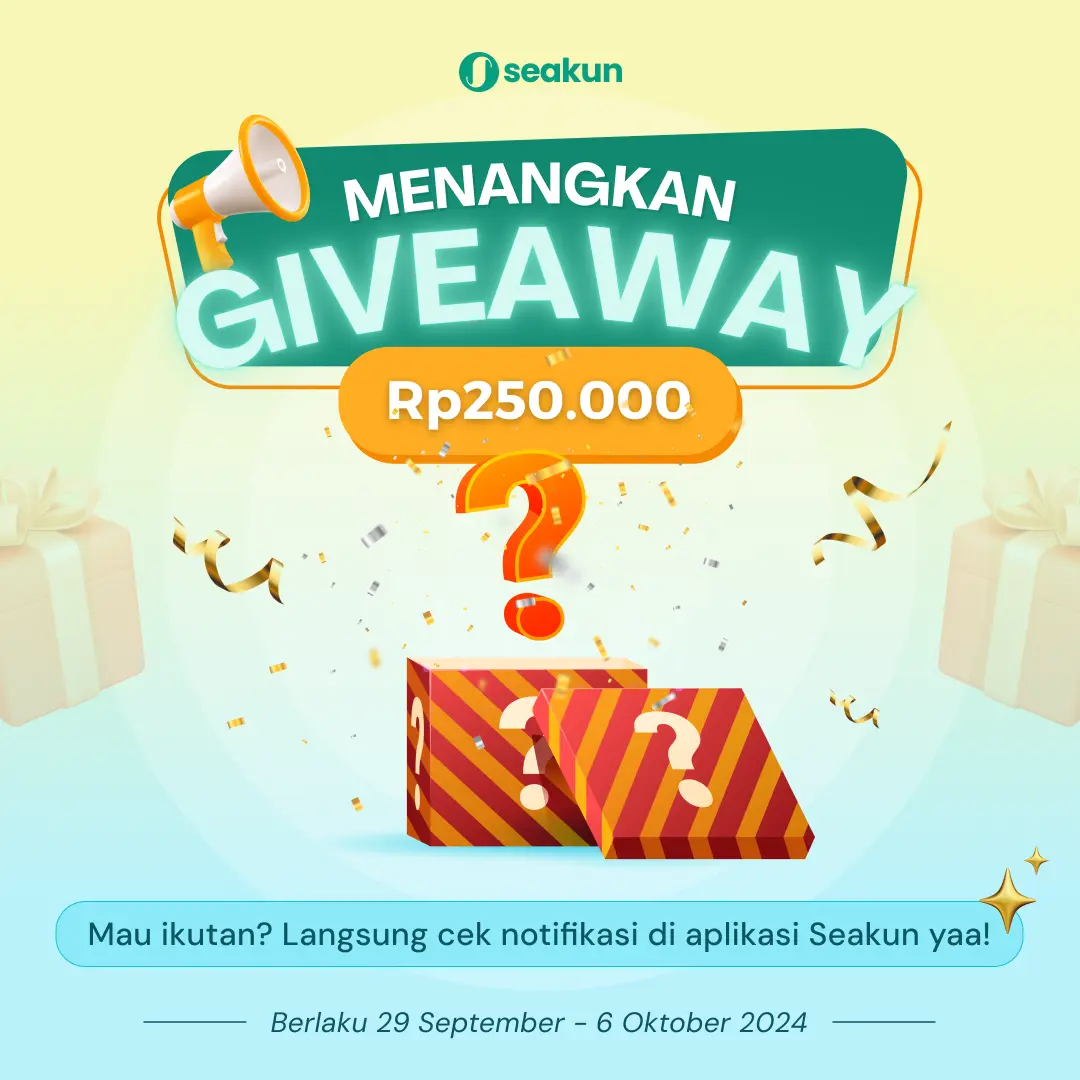 seakun
MENANGKAN
GIVEAWAY
Rp250.000
?
? ? ?
Mau ikutan? Langsung cek notifikasi di aplikasi Seakun yaa!
Berlaku 29 September - 6 Oktober 2024